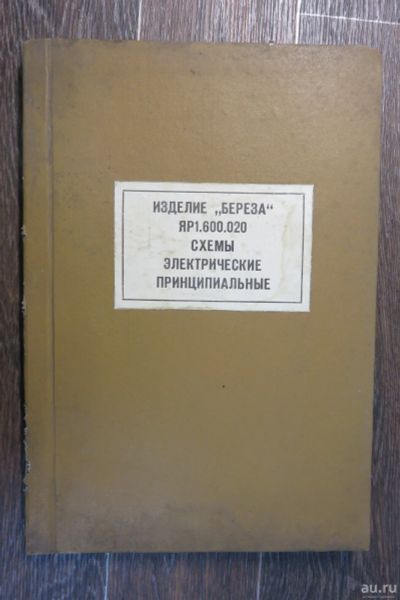 ИЗДЕЛИЕ „БЕРЕЗА“
ЯР1.600.020
СХЕМЫ
ЭЛЕКТРИЧЕСКИЕ
ПРИНЦИПИАЛЬНЫЕ
au.ru